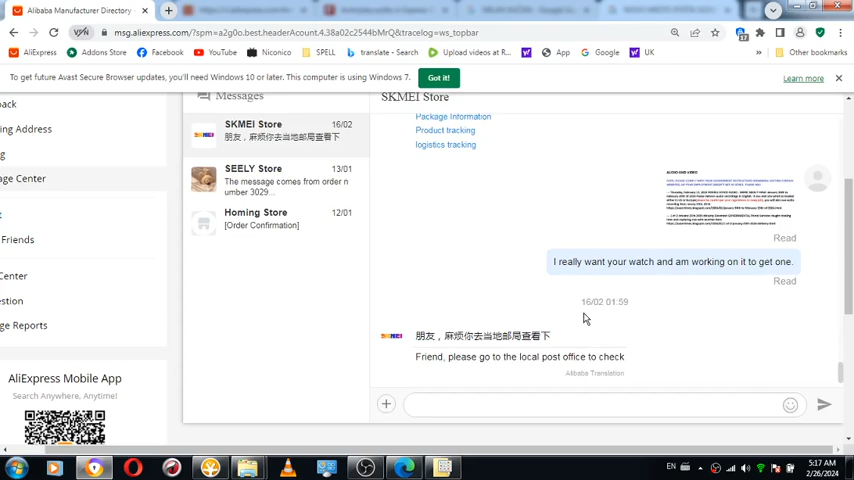 Alibaba Manufacturer Directory -
msg.aliexpress.com/?spm=a2g0o.best.headerAcount.4.38a02c2544bMrQ&tracelog=ws_topbar
AliExpress
Addons Store
Facebook
YouTube
Niconico
SPELL
translate - Search
Upload videos at R...
App
Google
UK
»
Other bookmarks
To get future Avast Secure Browser updates, you'll need Windows 10 or later. This computer is using Windows 7.
Got it!
Learn more
ack
ing Address
g
ge Center
t
Friends
Center
estion
ge Reports
AliExpress Mobile App
Search Anywhere, Anytime!
Messages
SKMEI Store
16/02
朋友，麻烦你去当地邮局查看下
SEELY Store
13/01
The message comes from order n
umber 3029...
Homing Store
12/01
[Order Confirmation]
SKMEI Store
Package Information
Product tracking
logistics tracking
AUDIO AND VIDEO
Read
I really want your watch and am working on it to get one.
Read
16/02 01:59
朋友，麻烦你去当地邮局查看下
Friend, please go to the local post office to check
Alibaba Translation
EN
5:17 AM
2/26/2024